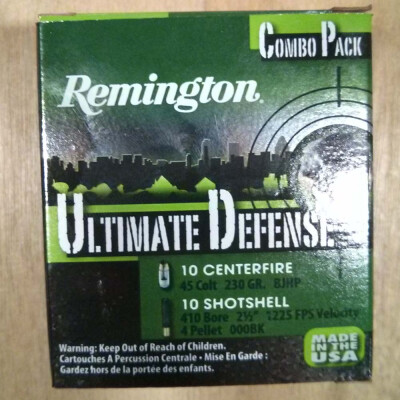 COMBO PACK
Remington.
ULTIMATE DEFENSE
10 CENTERFIRE
45 Colt 230 GR. BJHP
10 SHOTSHELL
410 Bore 2½" 1225 FPS Velocity
4 Pellet 000BK
Warning: Keep Out of Reach of Children.
Cartouches A Percussion Centrale • Mise En Garde :
Gardez hors de la portée des enfants.
MADE
IN THE
USA